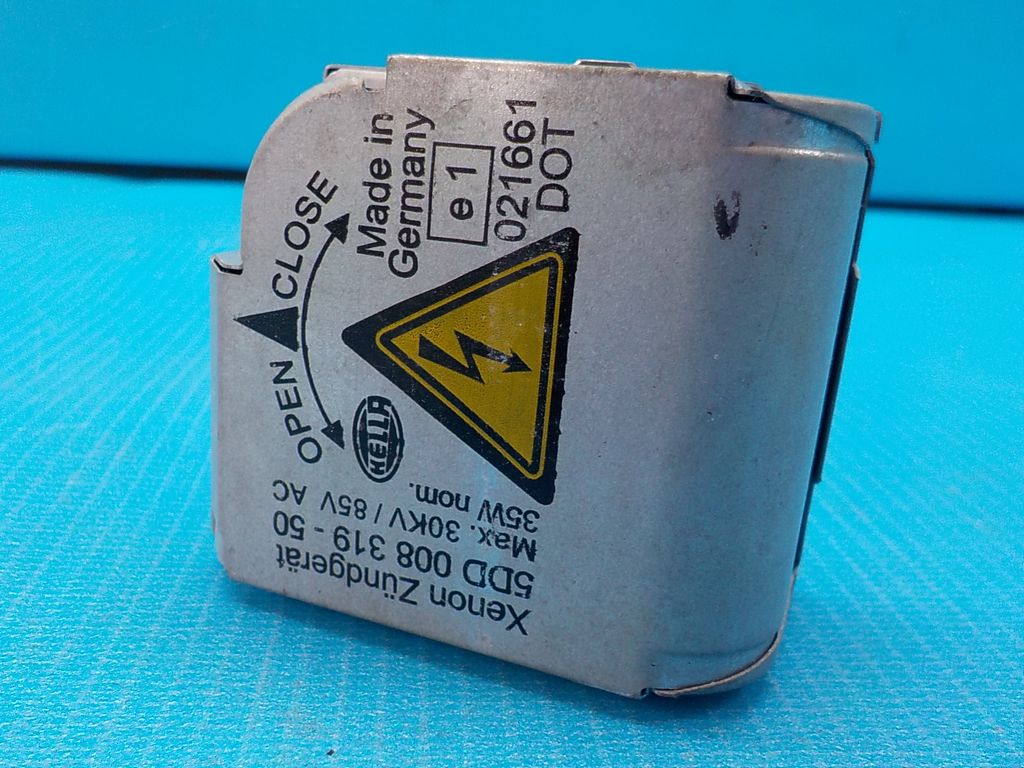 OPEN CLOSE
Made in
Germany
e 1
021661
DOT
HELLA
Xenon Zündgerät
5DD 008 319 - 50
Max. 30KV / 85V AC
35W nom.